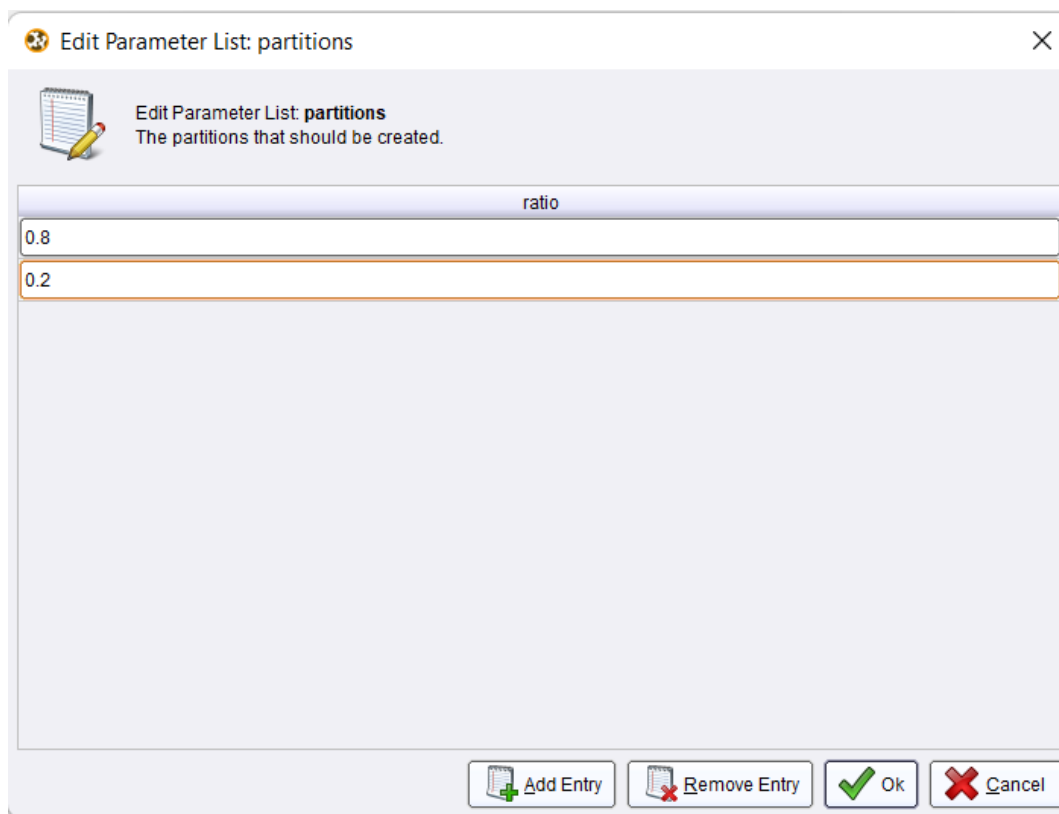 Edit Parameter List: partitions
Edit Parameter List: partitions
The partitions that should be created.
ratio
0.8
0.2
Add Entry
Remove Entry
Ok
Cancel